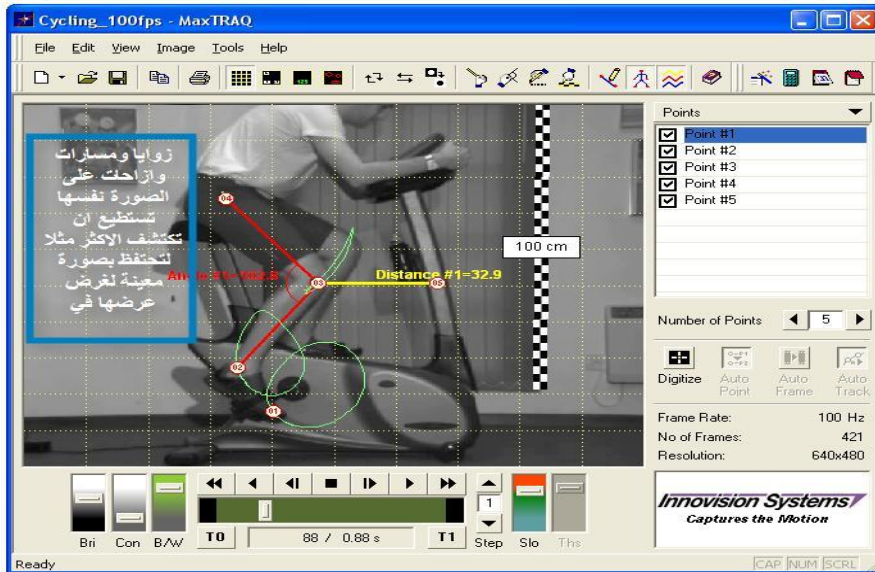 Cycling_100fps - MaxTRAQ
File Edit View Image Tools Help
زوايا ومسارات
وازاحات على
الصورة نفسها
تستطيع ان
تكتشف الاكثر مثلا
لتحتفظ بصورة
معينة لغرض
عرضها في
04
03
Distance #1=32.9
05
02
01
100 cm
Points
Point #1
Point #2
Point #3
Point #4
Point #5
Number of Points 5
Digitize Auto Point Auto Frame Auto Track
Frame Rate: 100 Hz
No of Frames: 421
Resolution: 640x480
Innovision Systems
Captures the Motion
Bri Con B/W T0 88 / 0.88 s T1 1 Step Slo Ths
Ready CAP NUM SCRL